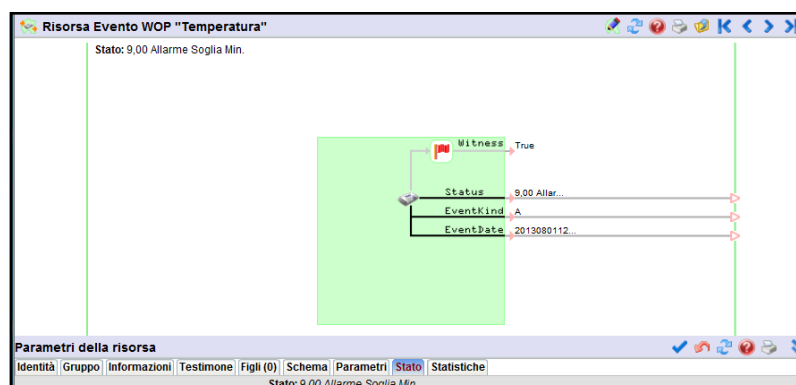 Risorsa Evento WOP "Temperatura"
Stato: 9,00 Allarme Soglia Min.
Witness True
Status 9,00 Allar...
EventKind A
EventDate 2013080112...
Parametri della risorsa
Identità Gruppo Informazioni Testimone Figli (0) Schema Parametri Stato Statistiche
Stato: 9,00 Allarme Soglia Min.